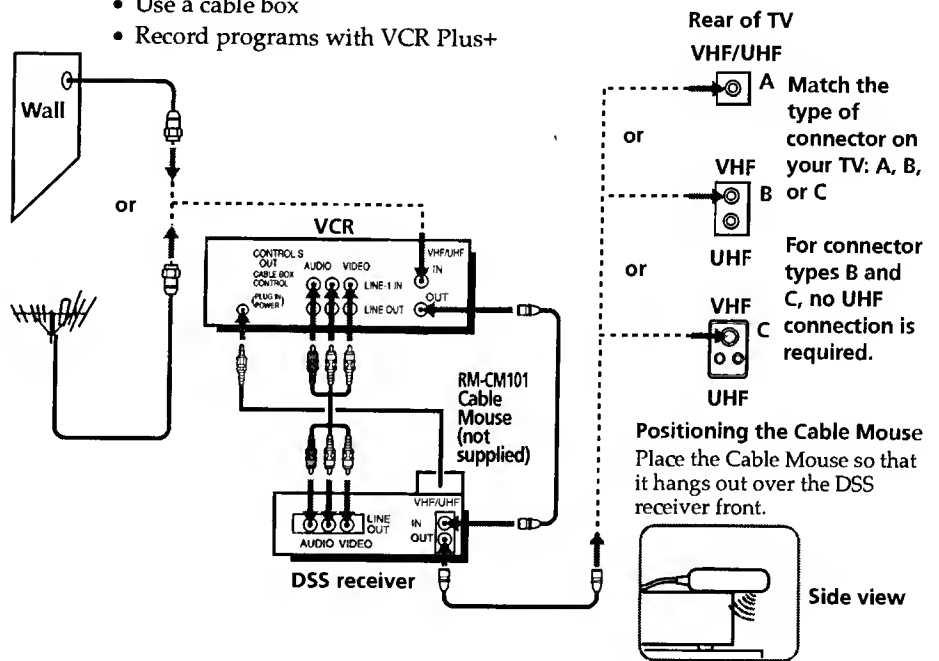 • Use a cable box
• Record programs with VCR Plus+
Rear of TV
VHF/UHF
A
Match the
type of
connector on
your TV: A, B,
or C
Wall
or
or
VHF
B
UHF
or
For connector
types B and
C, no UHF
connection is
required.
VHF
C
UHF
VCR
CONTROL S
OUT
CABLE BOX
CONTROL
(PLUG IN
POWER)
AUDIO
VIDEO
LINE-1 IN
LINE OUT
VHF/UHF
IN
OUT
RM-CM101
Cable
Mouse
(not
supplied)
VHF/UHF
IN
OUT
LINE
OUT
AUDIO VIDEO
DSS receiver
Positioning the Cable Mouse
Place the Cable Mouse so that
it hangs out over the DSS
receiver front.
Side view